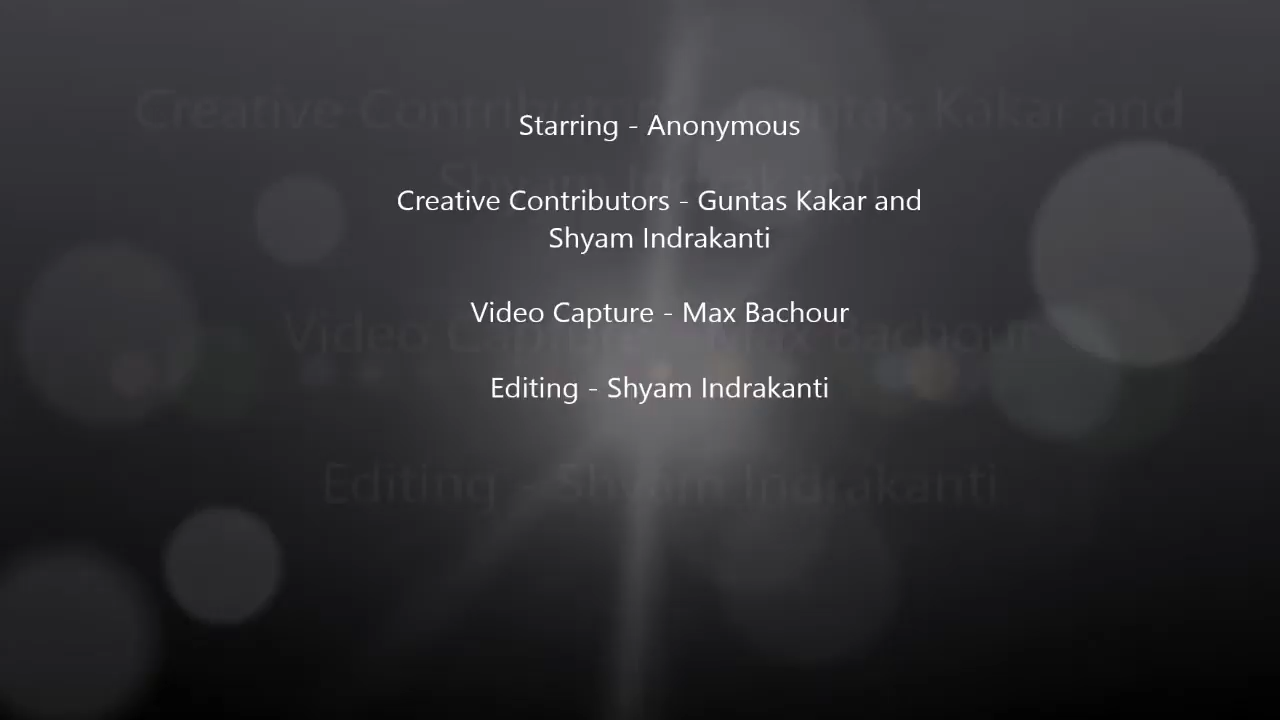 Starring - Anonymous
Creative Contributors - Guntas Kakar and
Shyam Indrakanti
Video Capture - Max Bachour
Editing - Shyam Indrakanti